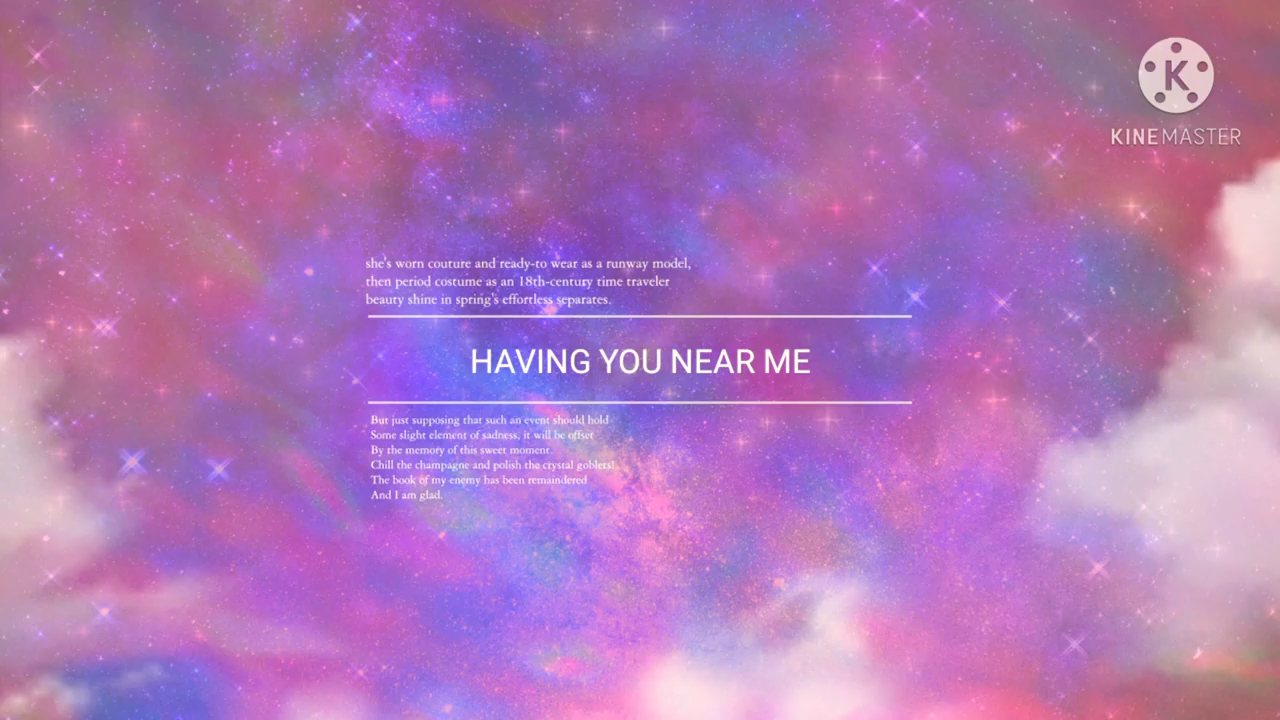 K
KINEMASTER
she's worn couture and ready-to wear as a runway model,
then period costume as an 18th-century time traveler
beauty shine in spring's effortless separates.
HAVING YOU NEAR ME
But just supposing that such an event should hold
Some slight element of sadness, it will be offset
By the memory of this sweet moment.
Chill the champagne and polish the crystal goblets!
The book of my enemy has been remaindered
And I am glad.